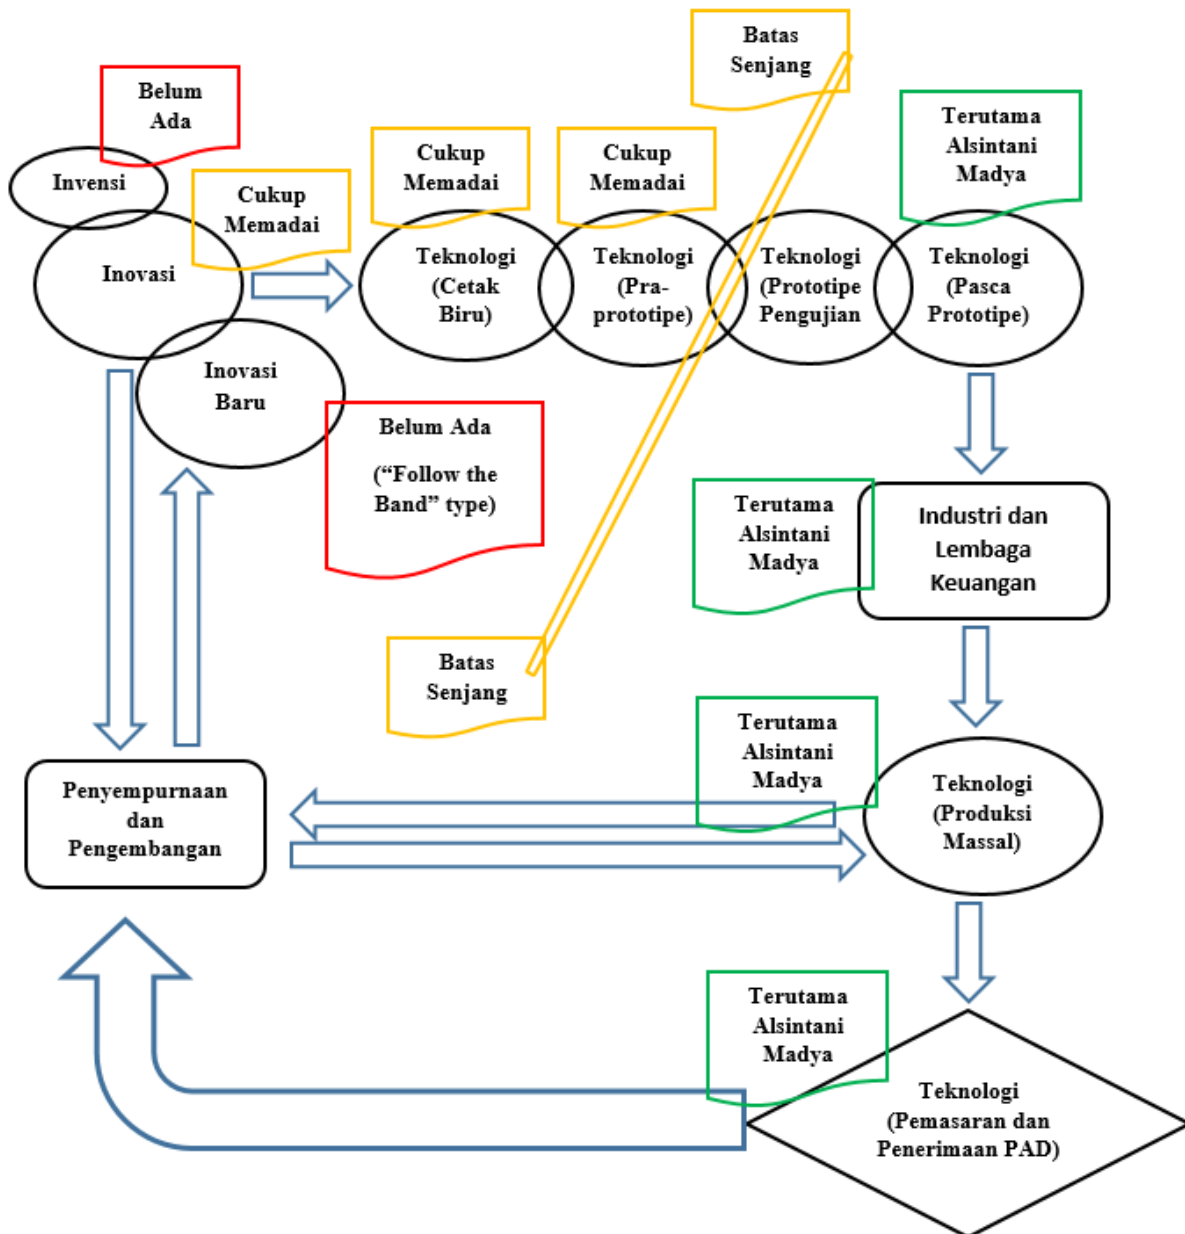 Batas
Senjang
Belum
Ada
Terutama
Alsintani
Madya
Invensi
Cukup
Memadai
Cukup
Memadai
Cukup
Memadai
Inovasi
Teknologi
(Cetak
Biru)
Teknologi
(Pra-
prototipe)
Teknologi
(Prototipe
Pengujian
Teknologi
(Pasca
Prototipe)
Inovasi
Baru
Belum Ada
(“Follow the
Band” type)
Terutama
Alsintani
Madya
Industri dan
Lembaga
Keuangan
Batas
Senjang
Terutama
Alsintani
Madya
Penyempurnaan
dan
Pengembangan
Teknologi
(Produksi
Massal)
Terutama
Alsintani
Madya
Teknologi
(Pemasaran dan
Penerimaan PAD)